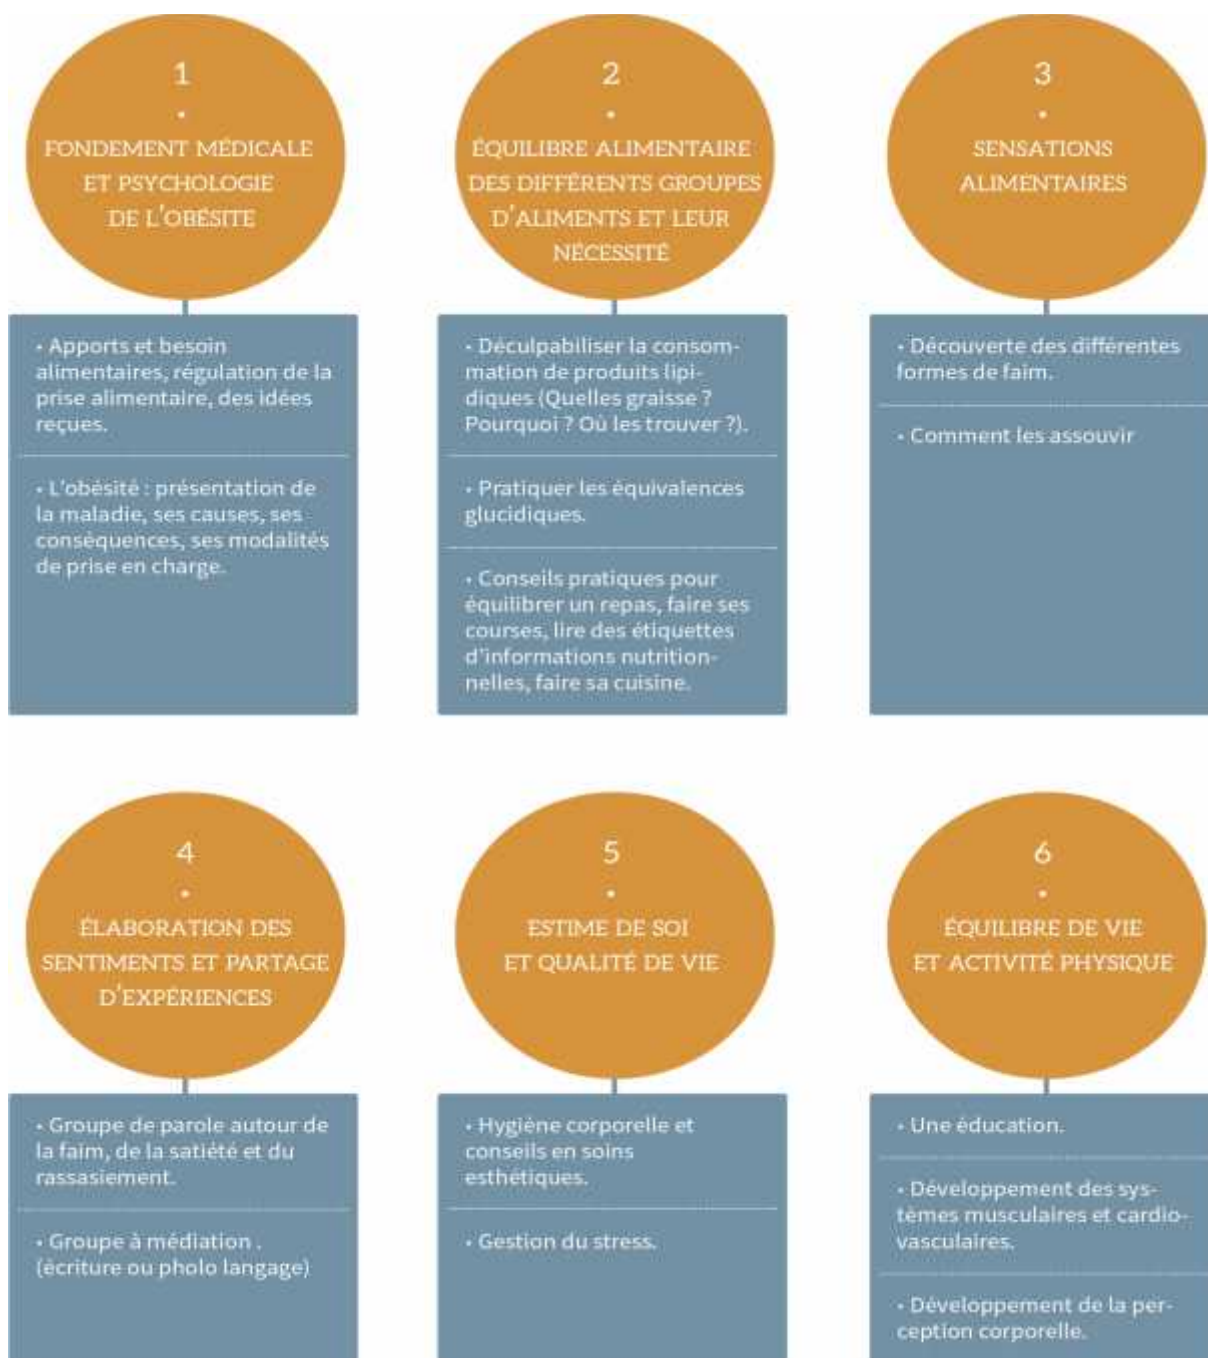 1
•
FONDEMENT MÉDICALE
ET PSYCHOLOGIE
DE L'OBÉSITE
• Apports et besoin
alimentaires, régulation de la
prise alimentaire, des idées
reçues.
• L'obésité : présentation de
la maladie, ses causes, ses
conséquences, ses modalités
de prise en charge.
2
•
ÉQUILIBRE ALIMENTAIRE
DES DIFFÉRENTS GROUPES
D'ALIMENTS ET LEUR
NÉCESSITÉ
• Déculpabiliser la consom-
mation de produits lipi-
diques (Quelles graisse ?
Pourquoi ? Où les trouver ?).
• Pratiquer les équivalences
glucidiques.
• Conseils pratiques pour
équilibrer un repas, faire ses
courses, lire des étiquettes
d'informations nutrition-
nelles, faire sa cuisine.
3
•
SENSATIONS
ALIMENTAIRES
• Découverte des différentes
formes de faim.
• Comment les assouvir
4
•
ÉLABORATION DES
SENTIMENTS ET PARTAGE
D'EXPÉRIENCES
• Groupe de parole autour de
la faim, de la satiété et du
rassasiement.
• Groupe à médiation .
(écriture ou pholo langage)
5
•
ESTIME DE SOI
ET QUALITÉ DE VIE
• Hygiène corporelle et
conseils en soins
esthétiques.
• Gestion du stress.
6
•
ÉQUILIBRE DE VIE
ET ACTIVITÉ PHYSIQUE
• Une éducation.
• Développement des sys-
tèmes musculaires et cardio-
vasculaires.
• Développement de la per-
ception corporelle.